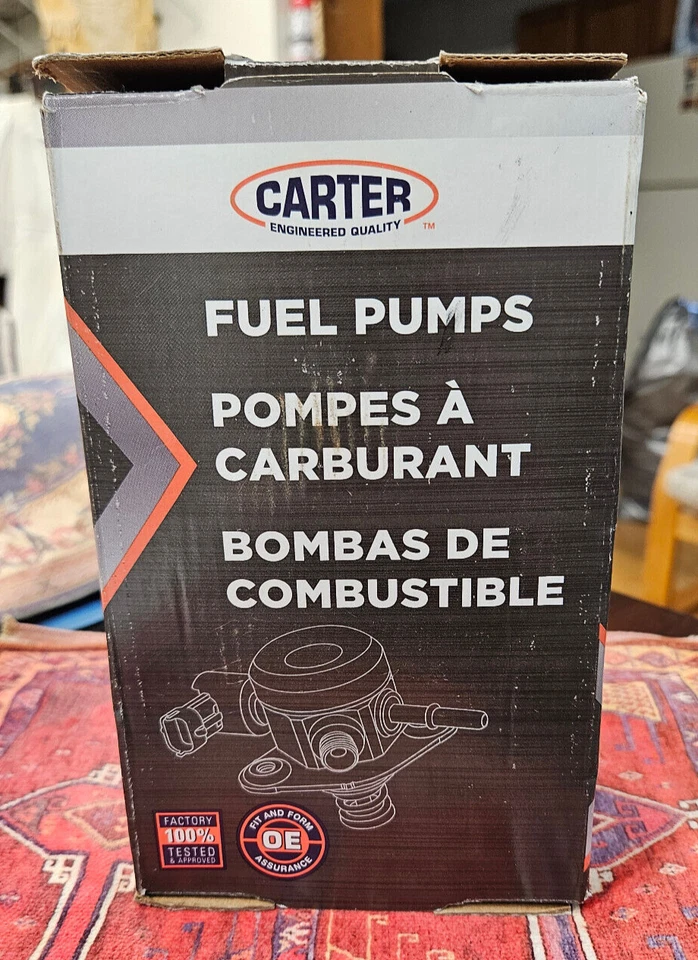 CARTER
ENGINEERED QUALITY ™
FUEL PUMPS
POMPES À
CARBURANT
BOMBAS DE
COMBUSTIBLE
FACTORY
100%
TESTED
& APPROVED
FIT AND FORM
OE
ASSURANCE